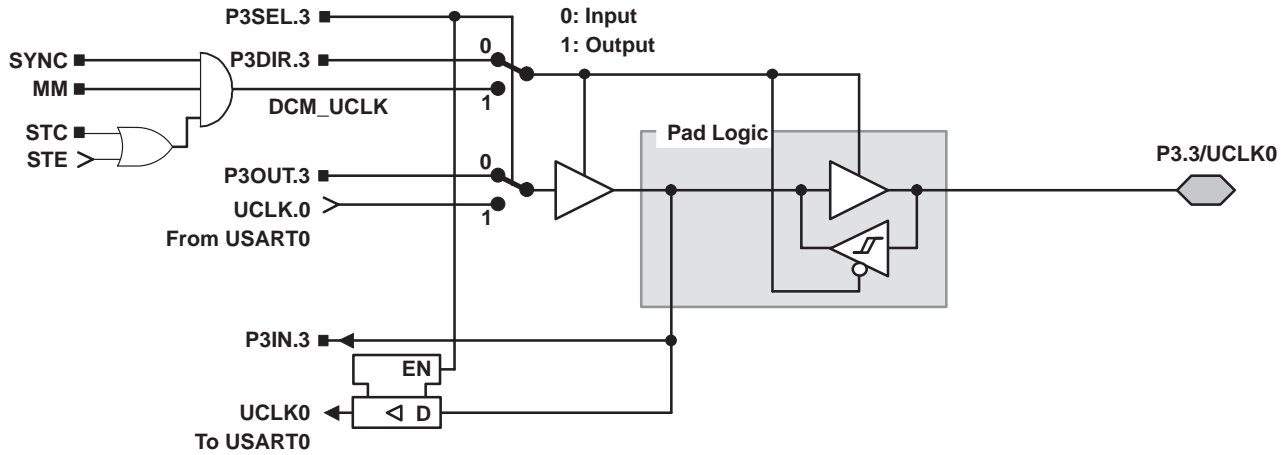 P3SEL.3
0: Input
1: Output
SYNC
P3DIR.3
0
MM
1
DCM_UCLK
STC
STE
Pad Logic
P3.3/UCLK0
P3OUT.3
0
UCLK.0
1
From USART0
P3IN.3
EN
UCLK0
D
To USART0